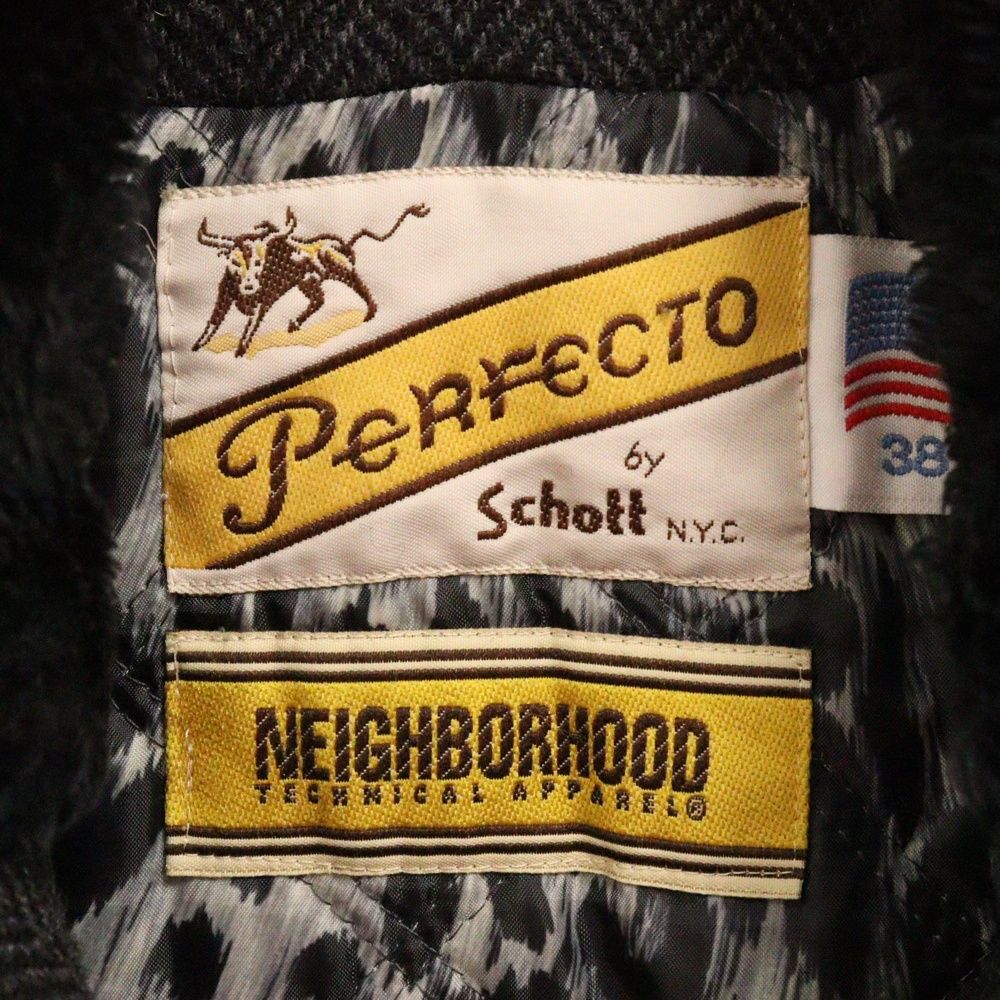 PERFECTO
by
Schott N.Y.C.
38
NEIGHBORHOOD
TECHNICAL APPAREL®